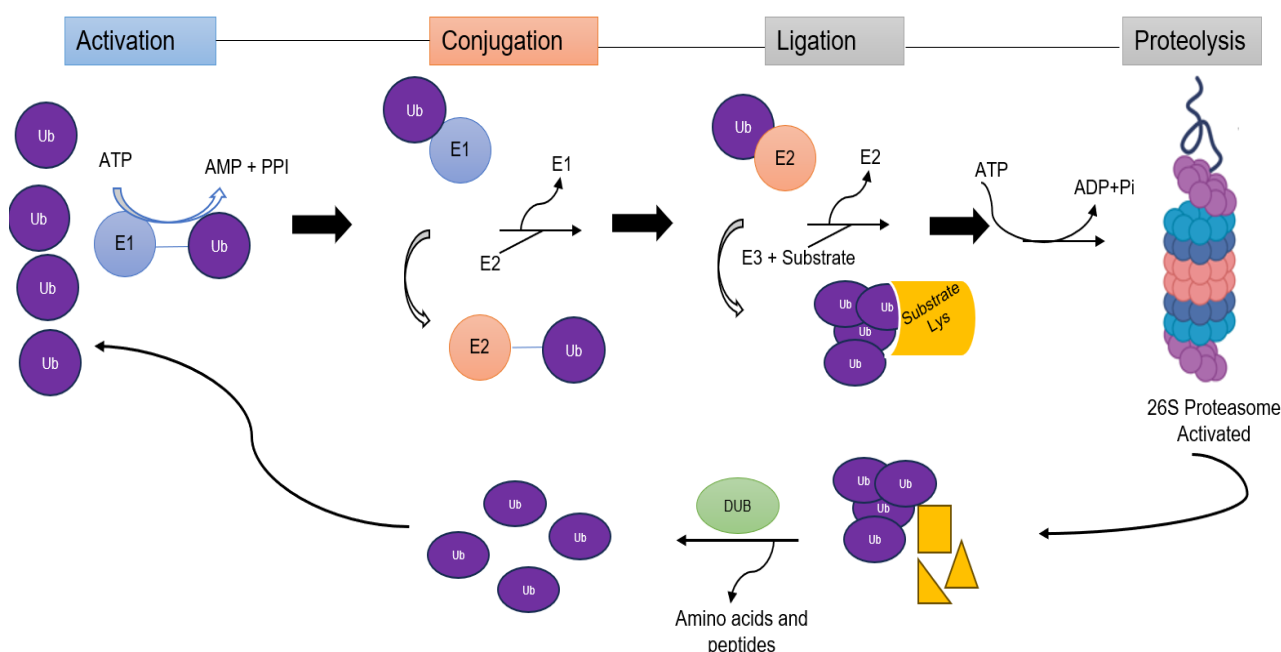 Activation
Conjugation
Ligation
Proteolysis
Ub
Ub
Ub
Ub
ATP
AMP + PPI
E1
Ub
Ub
E1
E1
E2
E2
Ub
Ub
E2
E2
E3 + Substrate
Ub
Ub
Ub
Ub
Substrate
Lys
ATP
ADP+Pi
26S Proteasome
Activated
Ub
Ub
Ub
Ub
DUB
Amino acids and
peptides
Ub
Ub
Ub
Ub